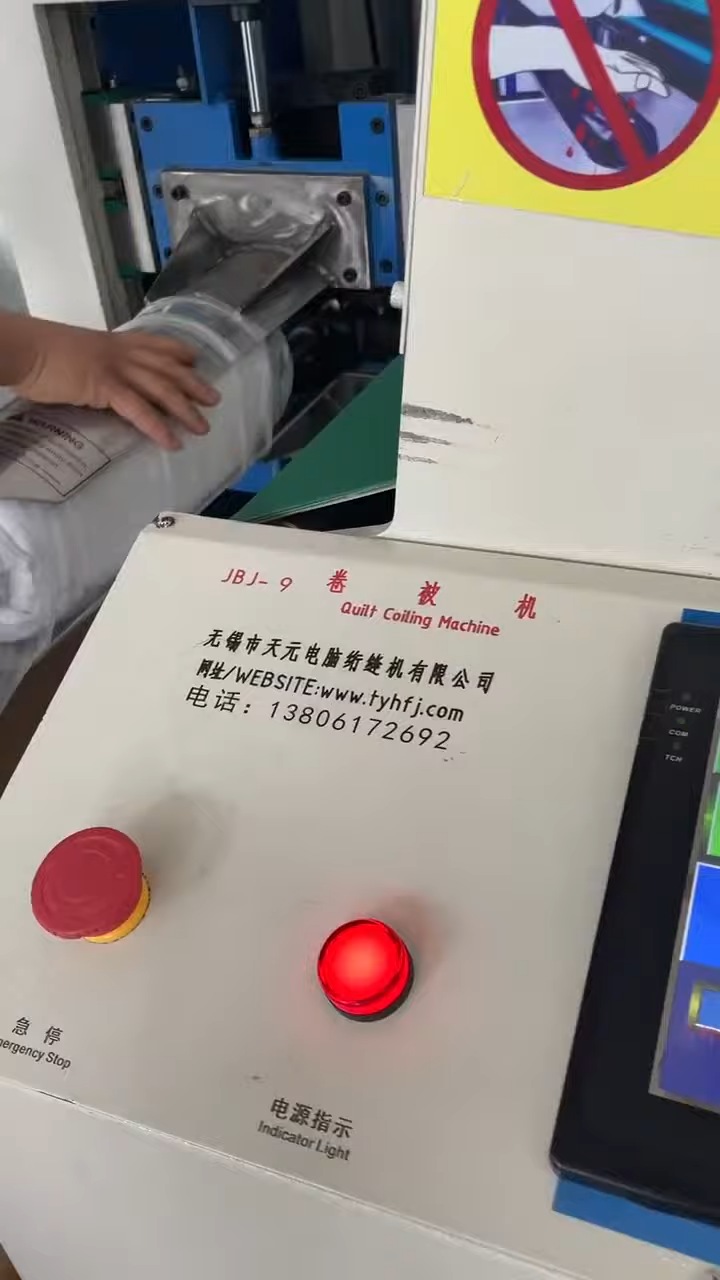 WARNING
JBJ-9 卷被机
Quilt Coiling Machine
无锡市天元电脑绗缝机有限公司
网址/WEBSITE:www.tyhfj.com
电话：13806172692
POWER
COM
急停
mergency Stop
电源指示
Indicator Light